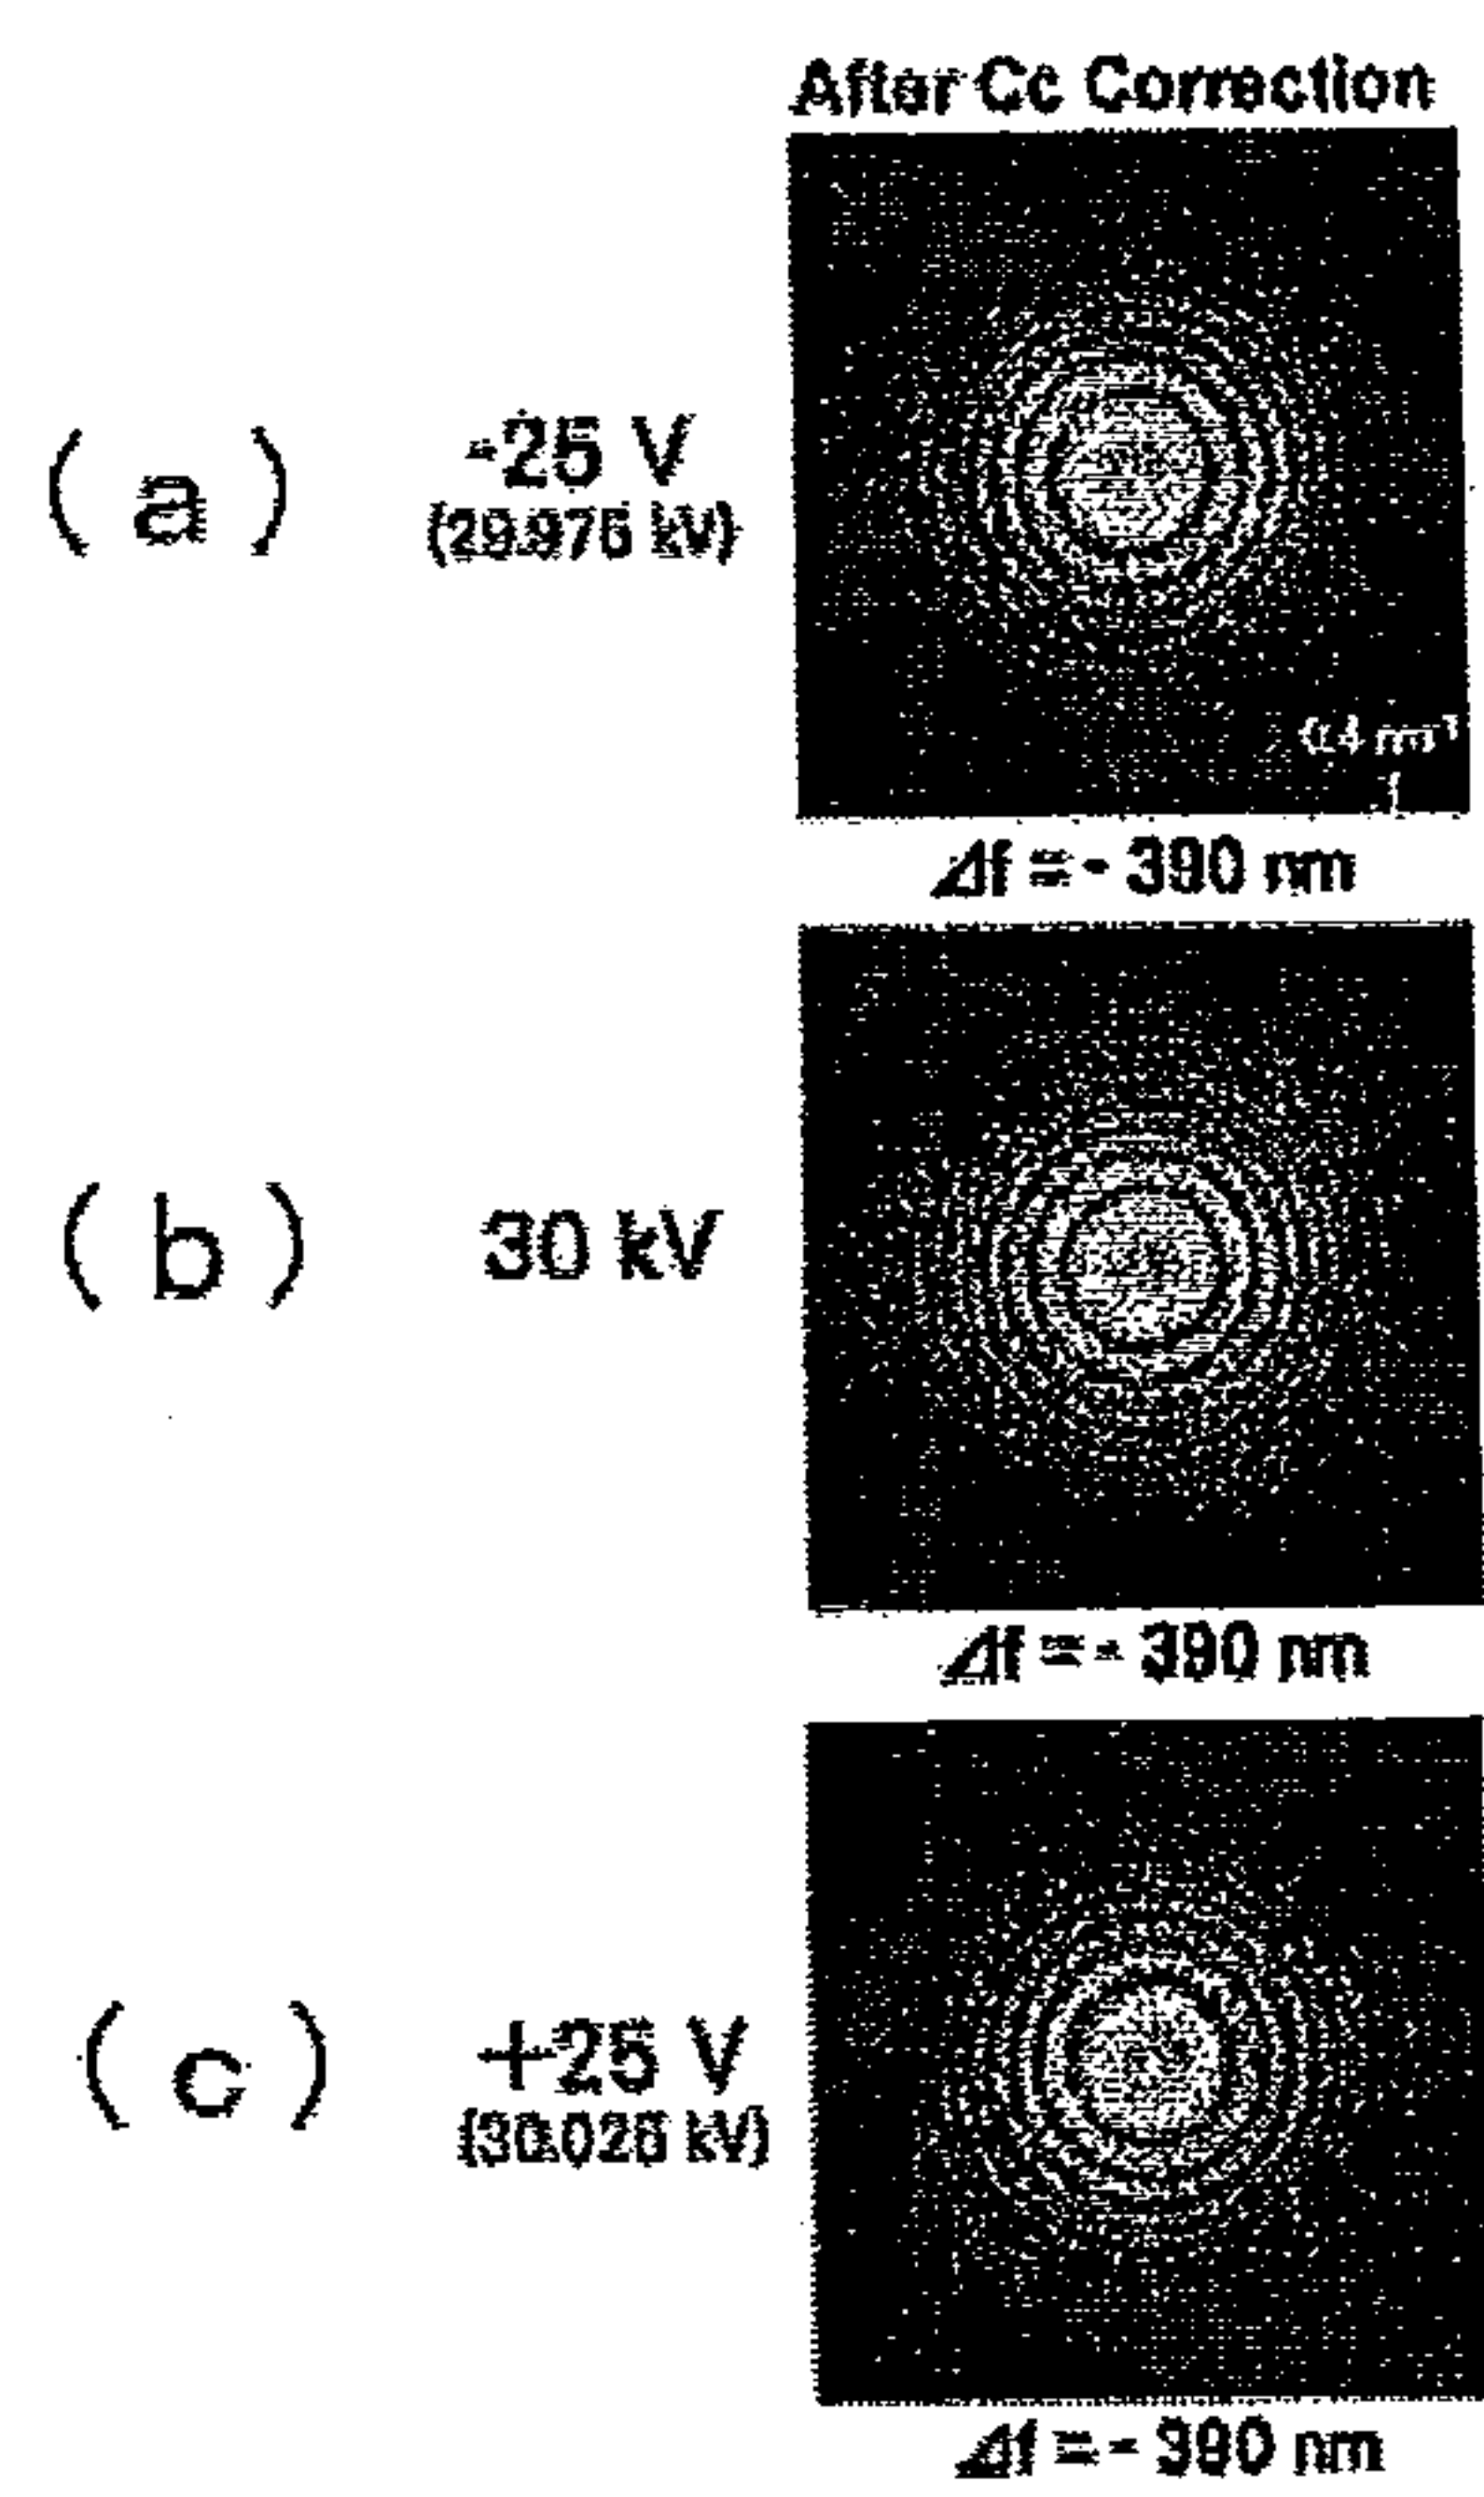 After Cc Correction
(a)
-25 V
(29.975 kV)
Δf = - 390 nm
(b)
30 kV
Δf = - 390 nm
(c)
+25 V
(30.025 kV)
Δf = - 390 nm